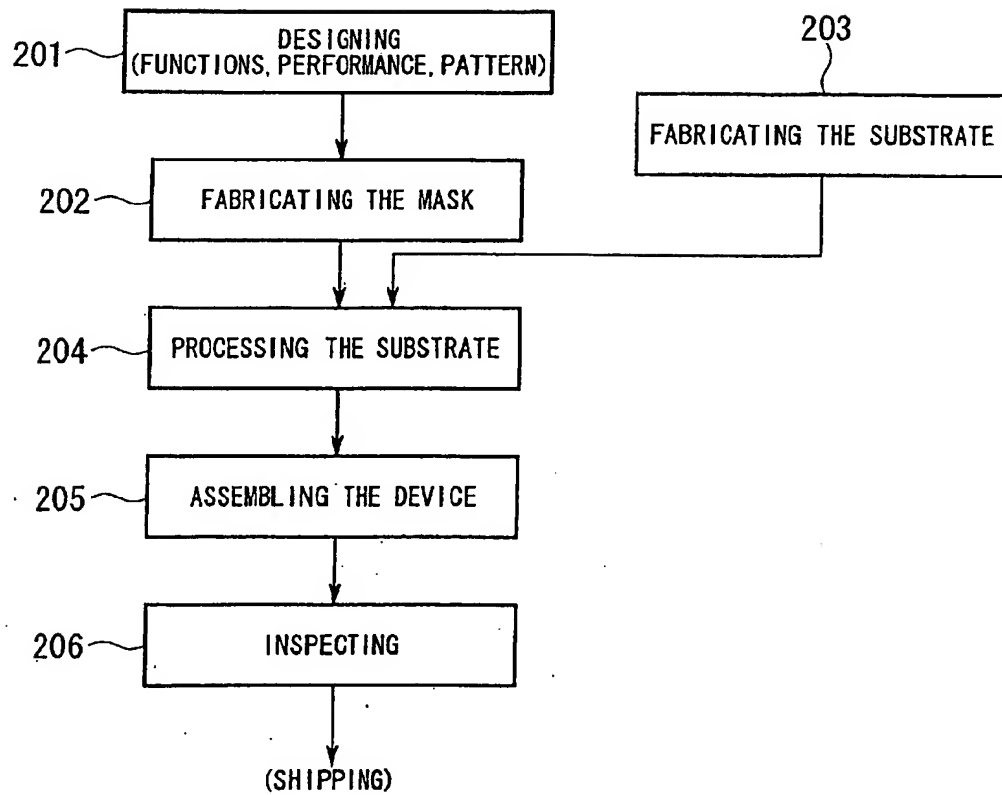 201
DESIGNING
(FUNCTIONS, PERFORMANCE, PATTERN)
203
FABRICATING THE SUBSTRATE
202
FABRICATING THE MASK
204
PROCESSING THE SUBSTRATE
205
ASSEMBLING THE DEVICE
206
INSPECTING
(SHIPPING)